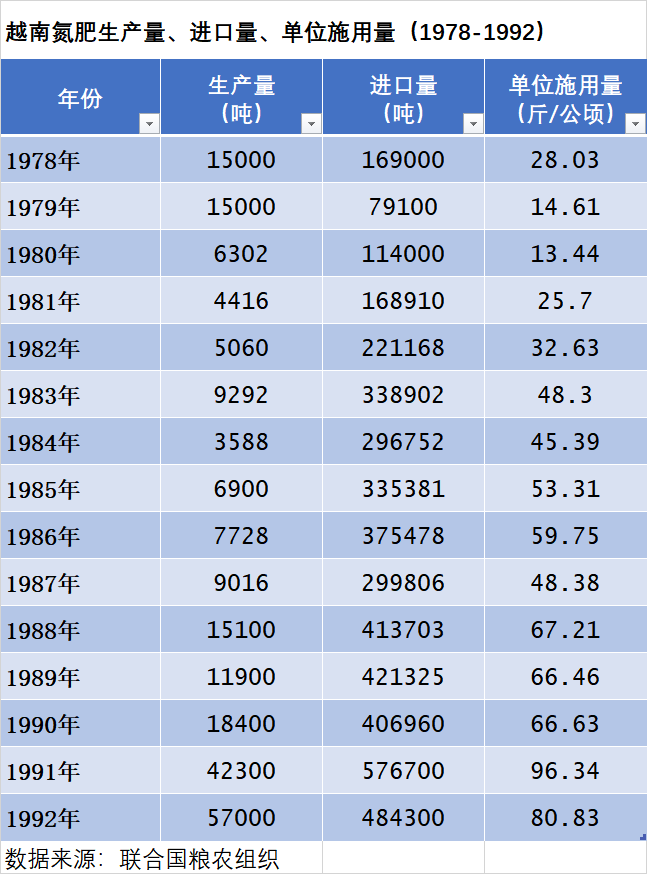 越南氮肥生产量、进口量、单位施用量（1978-1992）
年份 生产量（吨） 进口量（吨） 单位施用量（斤/公顷）
1978年 15000 169000 28.03
1979年 15000 79100 14.61
1980年 6302 114000 13.44
1981年 4416 168910 25.7
1982年 5060 221168 32.63
1983年 9292 338902 48.3
1984年 3588 296752 45.39
1985年 6900 335381 53.31
1986年 7728 375478 59.75
1987年 9016 299806 48.38
1988年 15100 413703 67.21
1989年 11900 421325 66.46
1990年 18400 406960 66.63
1991年 42300 576700 96.34
1992年 57000 484300 80.83
数据来源：联合国粮农组织